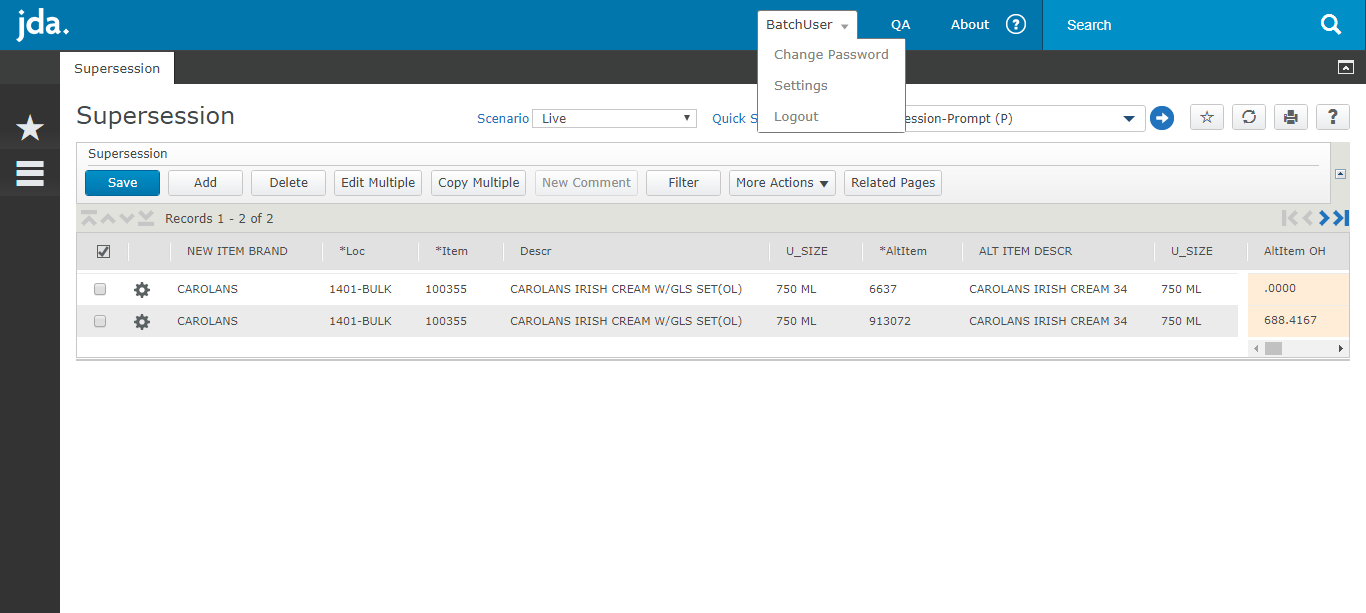 jda.
BatchUser
QA
About
?
Search
Change Password
Settings
Logout
Supersession
Supersession
Scenario
Live
Quick S
ession-Prompt (P)
?
Supersession
Save
Add
Delete
Edit Multiple
Copy Multiple
New Comment
Filter
More Actions
Related Pages
Records 1 - 2 of 2
NEW ITEM BRAND *Loc *Item Descr U_SIZE *AltItem ALT ITEM DESCR U_SIZE AltItem OH
CAROLANS 1401-BULK 100355 CAROLANS IRISH CREAM W/GLS SET(OL) 750 ML 6637 CAROLANS IRISH CREAM 34 750 ML .0000
CAROLANS 1401-BULK 100355 CAROLANS IRISH CREAM W/GLS SET(OL) 750 ML 913072 CAROLANS IRISH CREAM 34 750 ML 688.4167